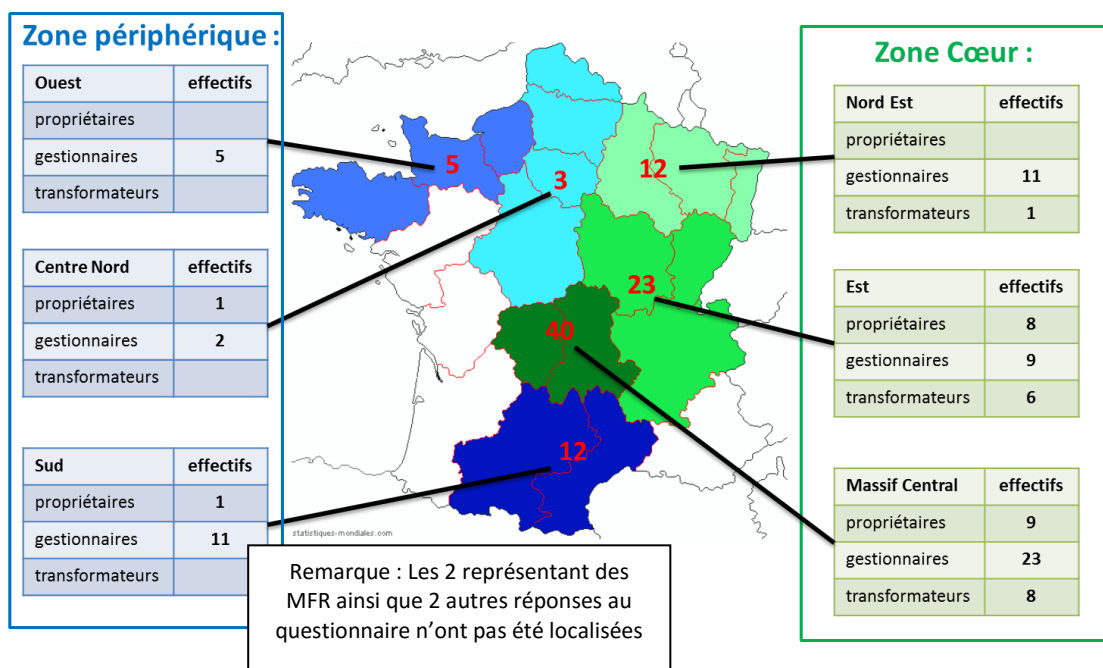 Zone périphérique :
Ouest effectifs
propriétaires
gestionnaires 5
transformateurs
Centre Nord effectifs
propriétaires 1
gestionnaires 2
transformateurs
Sud effectifs
propriétaires 1
gestionnaires 11
transformateurs
5
3
12
23
40
12
statistiques-mondiales.com
Remarque : Les 2 représentant des
MFR ainsi que 2 autres réponses au
questionnaire n’ont pas été localisées
Zone Cœur :
Nord Est effectifs
propriétaires
gestionnaires 11
transformateurs 1
Est effectifs
propriétaires 8
gestionnaires 9
transformateurs 6
Massif Central effectifs
propriétaires 9
gestionnaires 23
transformateurs 8